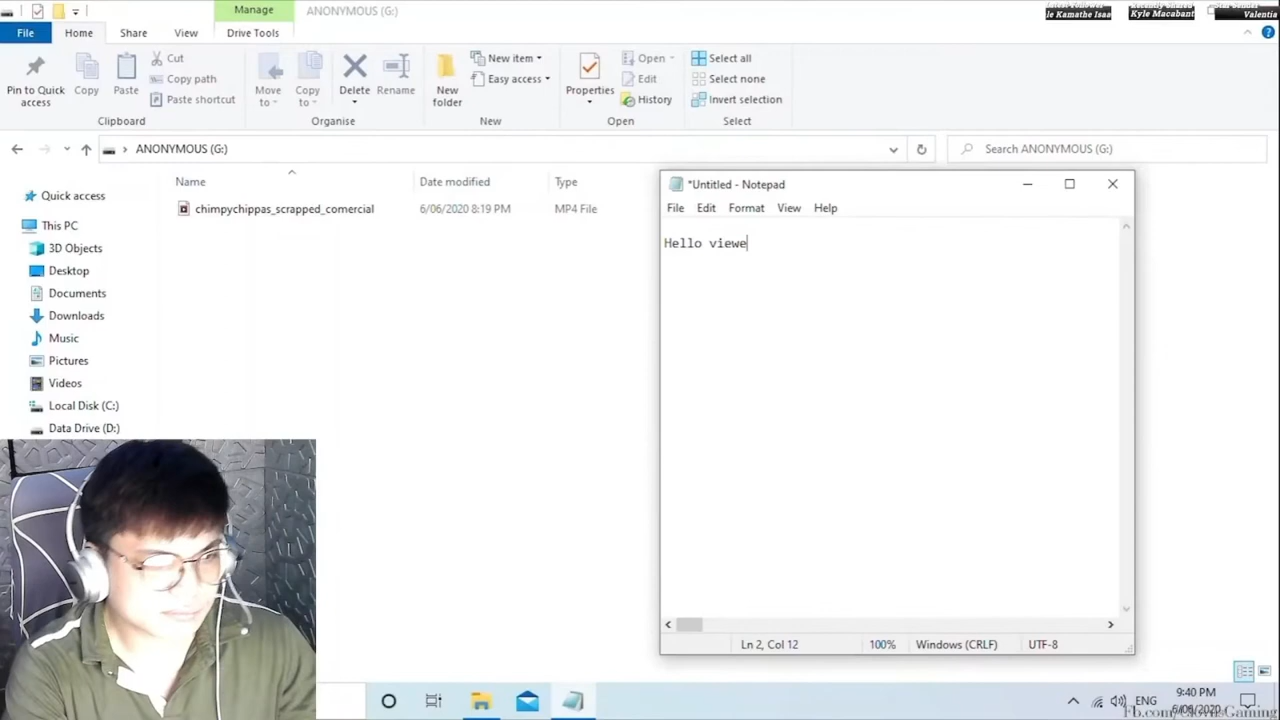 Manage
ANONYMOUS (G:)
Kyle Macabant
Valentia
File
Home
Share
View
Drive Tools
Pin to Quick access
Copy
Paste
Cut
Copy path
Paste shortcut
Clipboard
Move to
Copy to
Delete
Rename
Organise
New folder
New item
Easy access
New
Properties
Open
Edit
History
Open
Select all
Select none
Invert selection
Select
ANONYMOUS (G:)
Search ANONYMOUS (G:)
Name
Date modified
Type
chimpychippas_scrapped_comercial
6/06/2020 8:19 PM
MP4 File
Quick access
This PC
3D Objects
Desktop
Documents
Downloads
Music
Pictures
Videos
Local Disk (C:)
Data Drive (D:)
*Untitled - Notepad
File Edit Format View Help
Hello viewe
Ln 2, Col 12
100%
Windows (CRLF)
UTF-8
ENG
9:40 PM